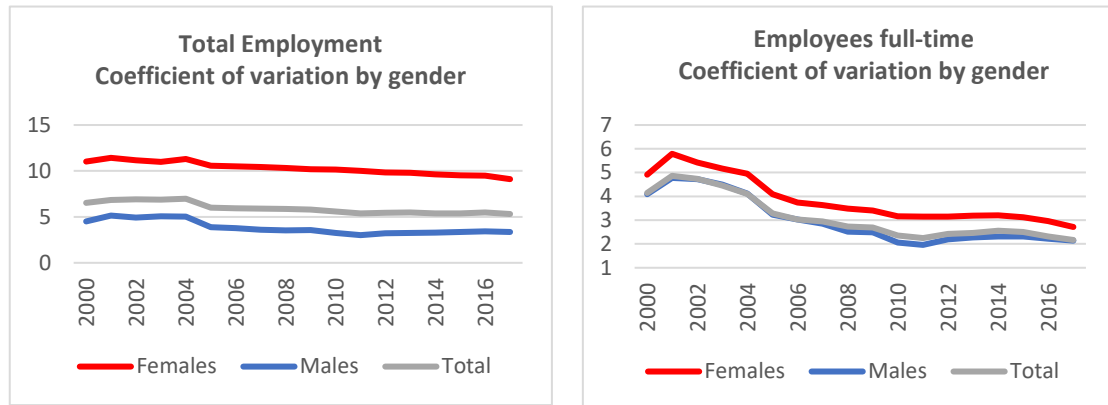 Total Employment
Coefficient of variation by gender
15
10
5
0
2000
2002
2004
2006
2008
2010
2012
2014
2016
Females
Males
Total
Employees full-time
Coefficient of variation by gender
7
6
5
4
3
2
1
2000
2002
2004
2006
2008
2010
2012
2014
2016
Females
Males
Total